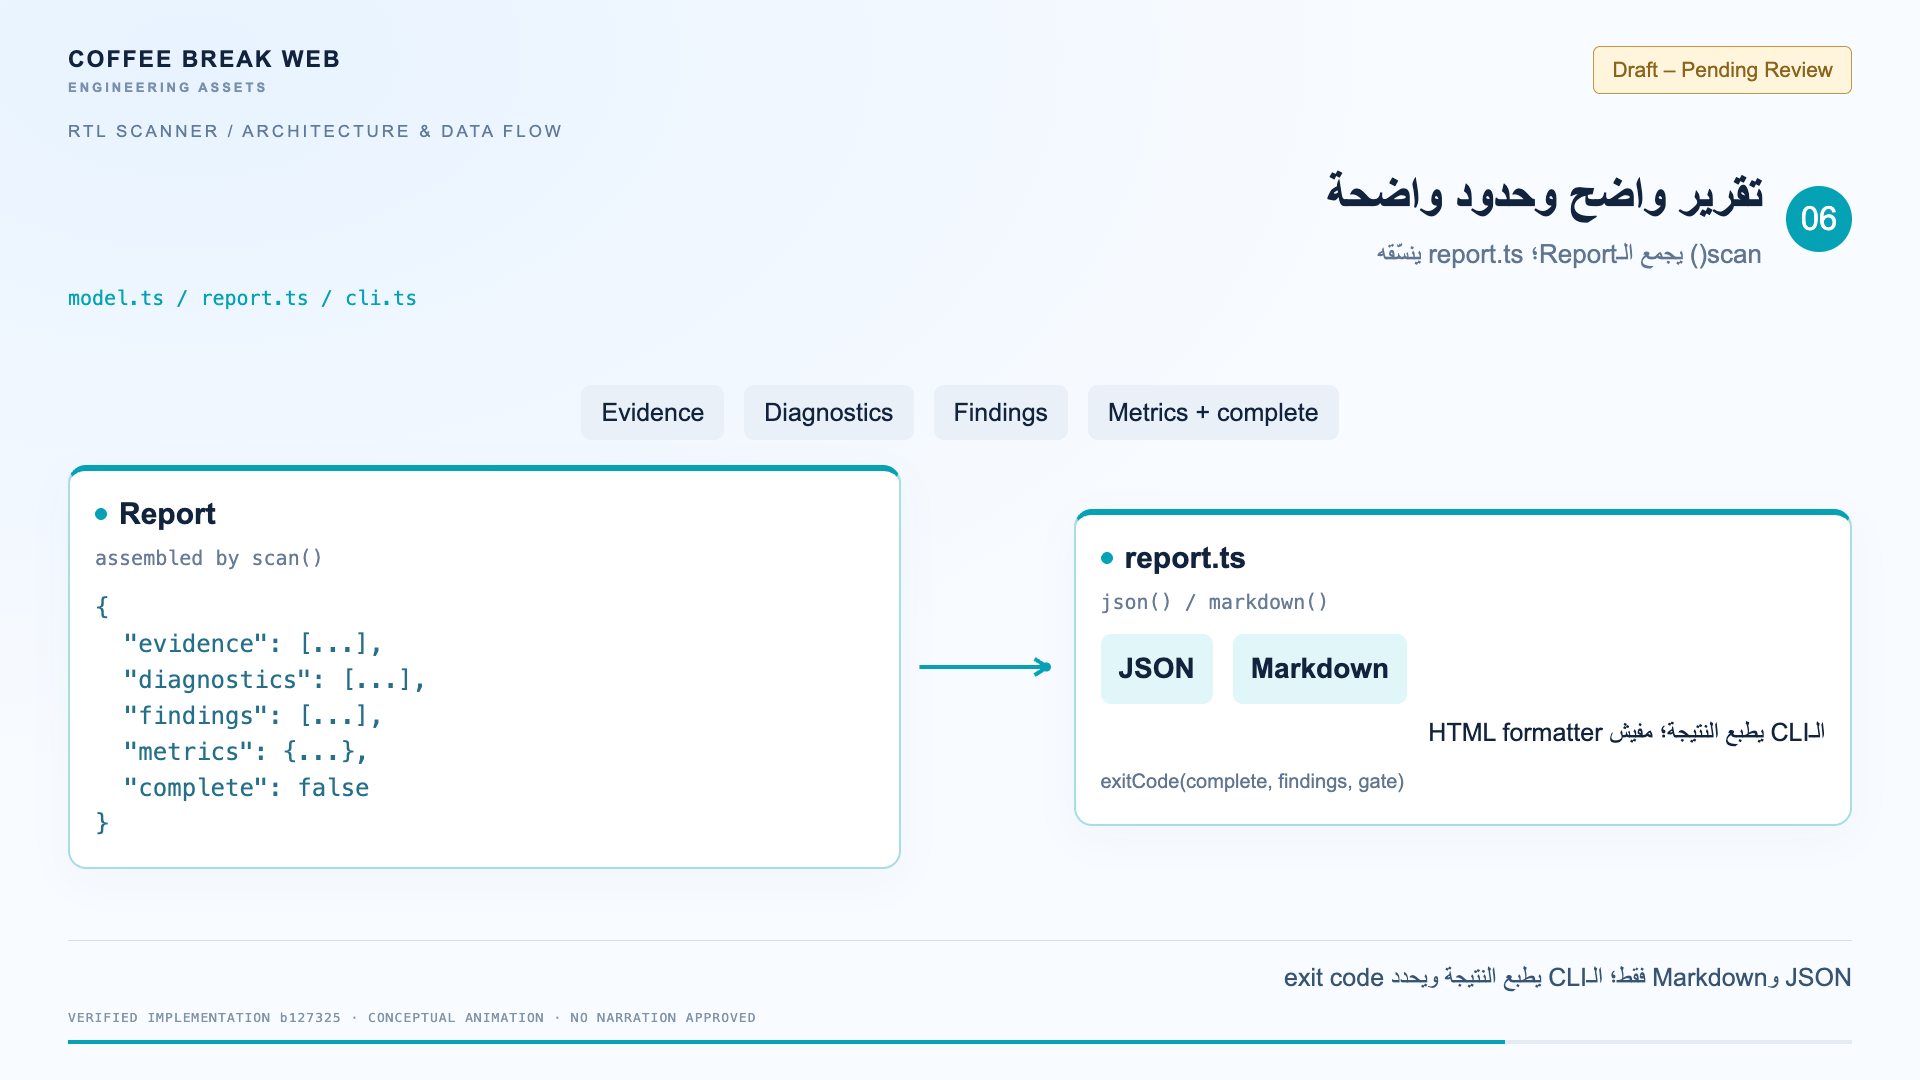 COFFEE BREAK WEB
ENGINEERING ASSETS
RTL SCANNER / ARCHITECTURE & DATA FLOW
Draft – Pending Review
06
تقرير واضح وحدود واضحة
scan() يجمع الـReport؛ report.ts ينسّقه
model.ts / report.ts / cli.ts
Evidence
Diagnostics
Findings
Metrics + complete
Report
assembled by scan()
{
"evidence": [...],
"diagnostics": [...],
"findings": [...],
"metrics": {...},
"complete": false
}
report.ts
json() / markdown()
JSON
Markdown
الـCLI يطبع النتيجة؛ مفيش HTML formatter
exitCode(complete, findings, gate)
JSON وMarkdown فقط؛ الـCLI يطبع النتيجة ويحدد exit code
VERIFIED IMPLEMENTATION b127325 · CONCEPTUAL ANIMATION · NO NARRATION APPROVED